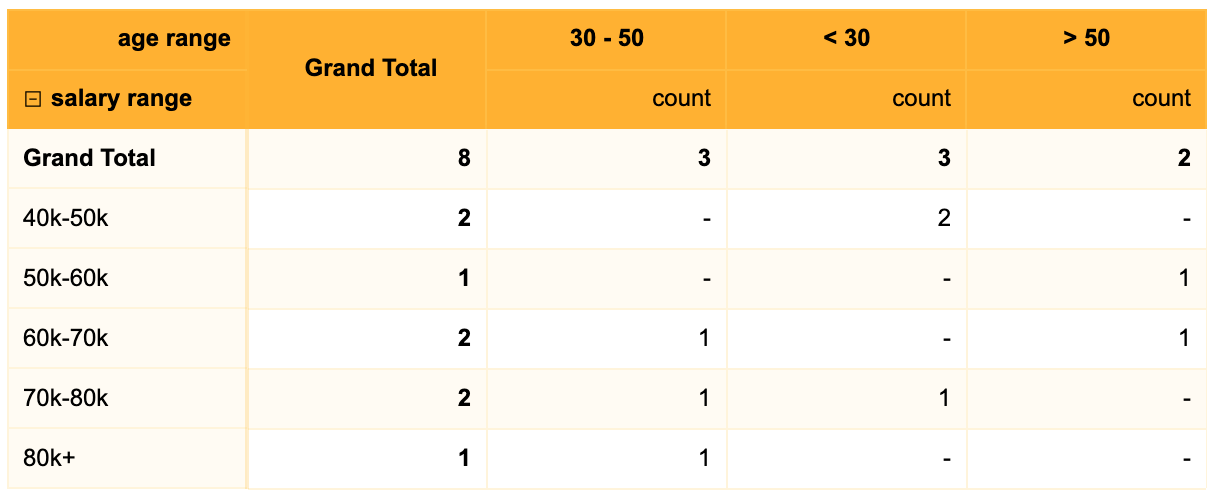 age range Grand Total 30 - 50 < 30 > 50
salary range count count count
Grand Total 8 3 3 2
40k-50k 2 - 2 -
50k-60k 1 - - 1
60k-70k 2 1 - 1
70k-80k 2 1 1 -
80k+ 1 1 - -